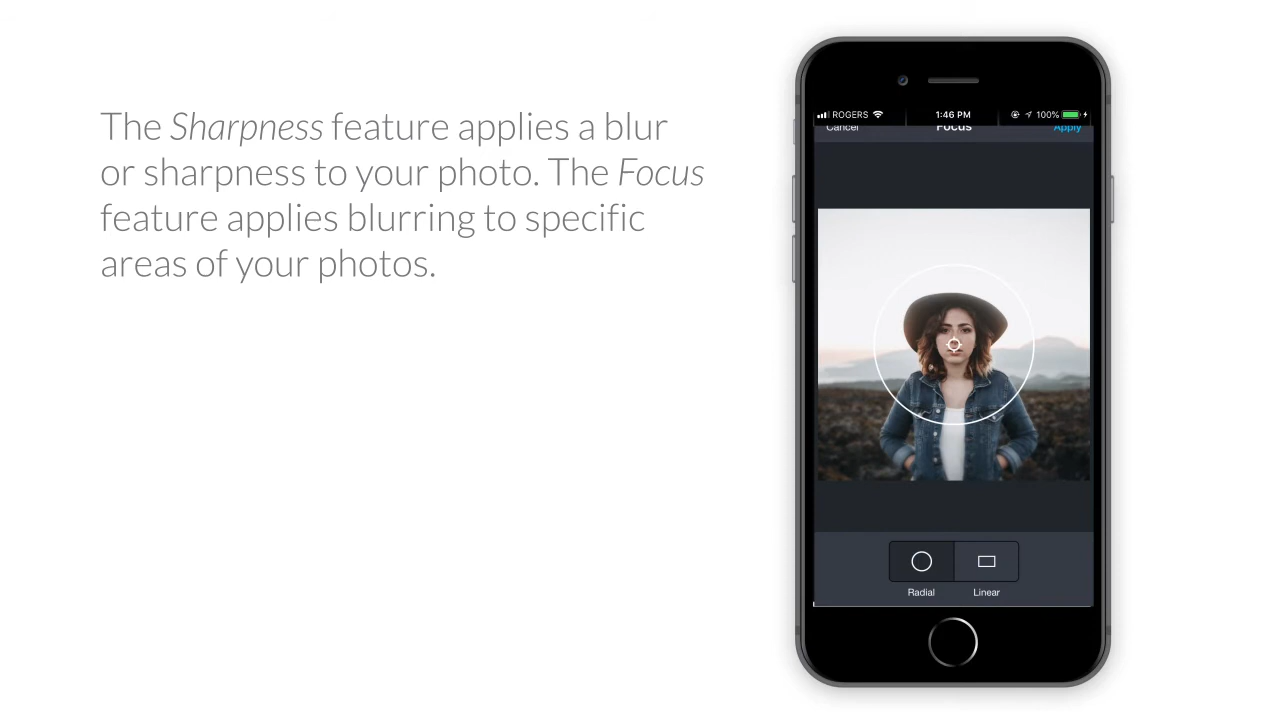 The Sharpness feature applies a blur
or sharpness to your photo. The Focus
feature applies blurring to specific
areas of your photos.
ROGERS 1:46 PM 100%
Cancel Focus Apply
Radial Linear